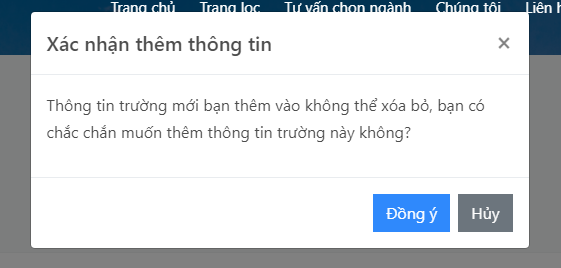 Trang chủ Trang lọc Tư vấn chọn ngành Chúng tôi Liên
Xác nhận thêm thông tin
×
Thông tin trường mới bạn thêm vào không thể xóa bỏ, bạn có
chắc chắn muốn thêm thông tin trường này không?
Đồng ý Hủy